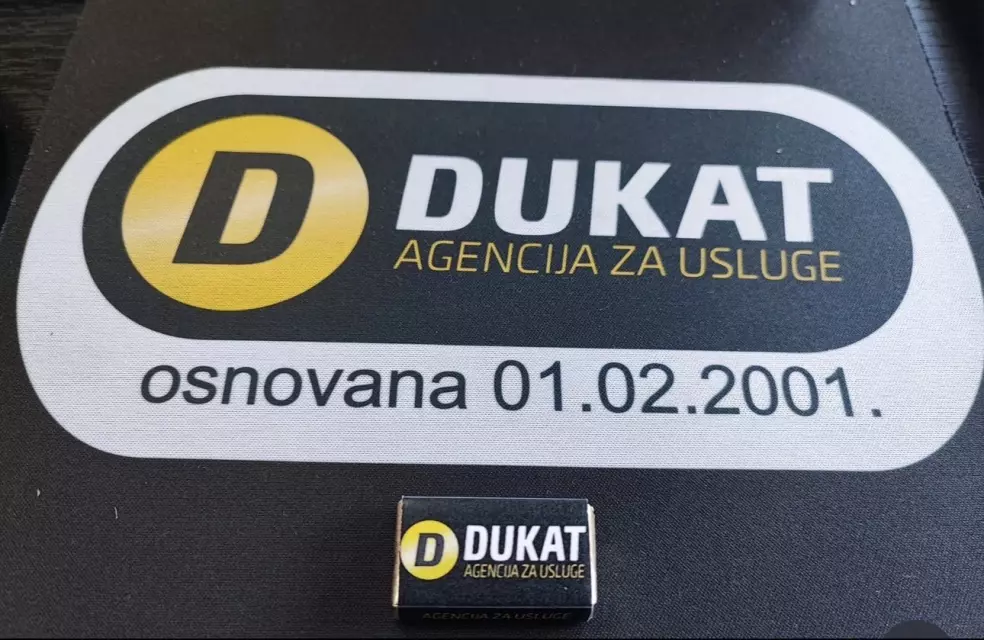 D DUKAT
AGENCIJA ZA USLUGE
osnovana 01.02.2001.
D DUKAT
AGENCIJA ZA USLUGE
AGENCIJA ZA USLUGE